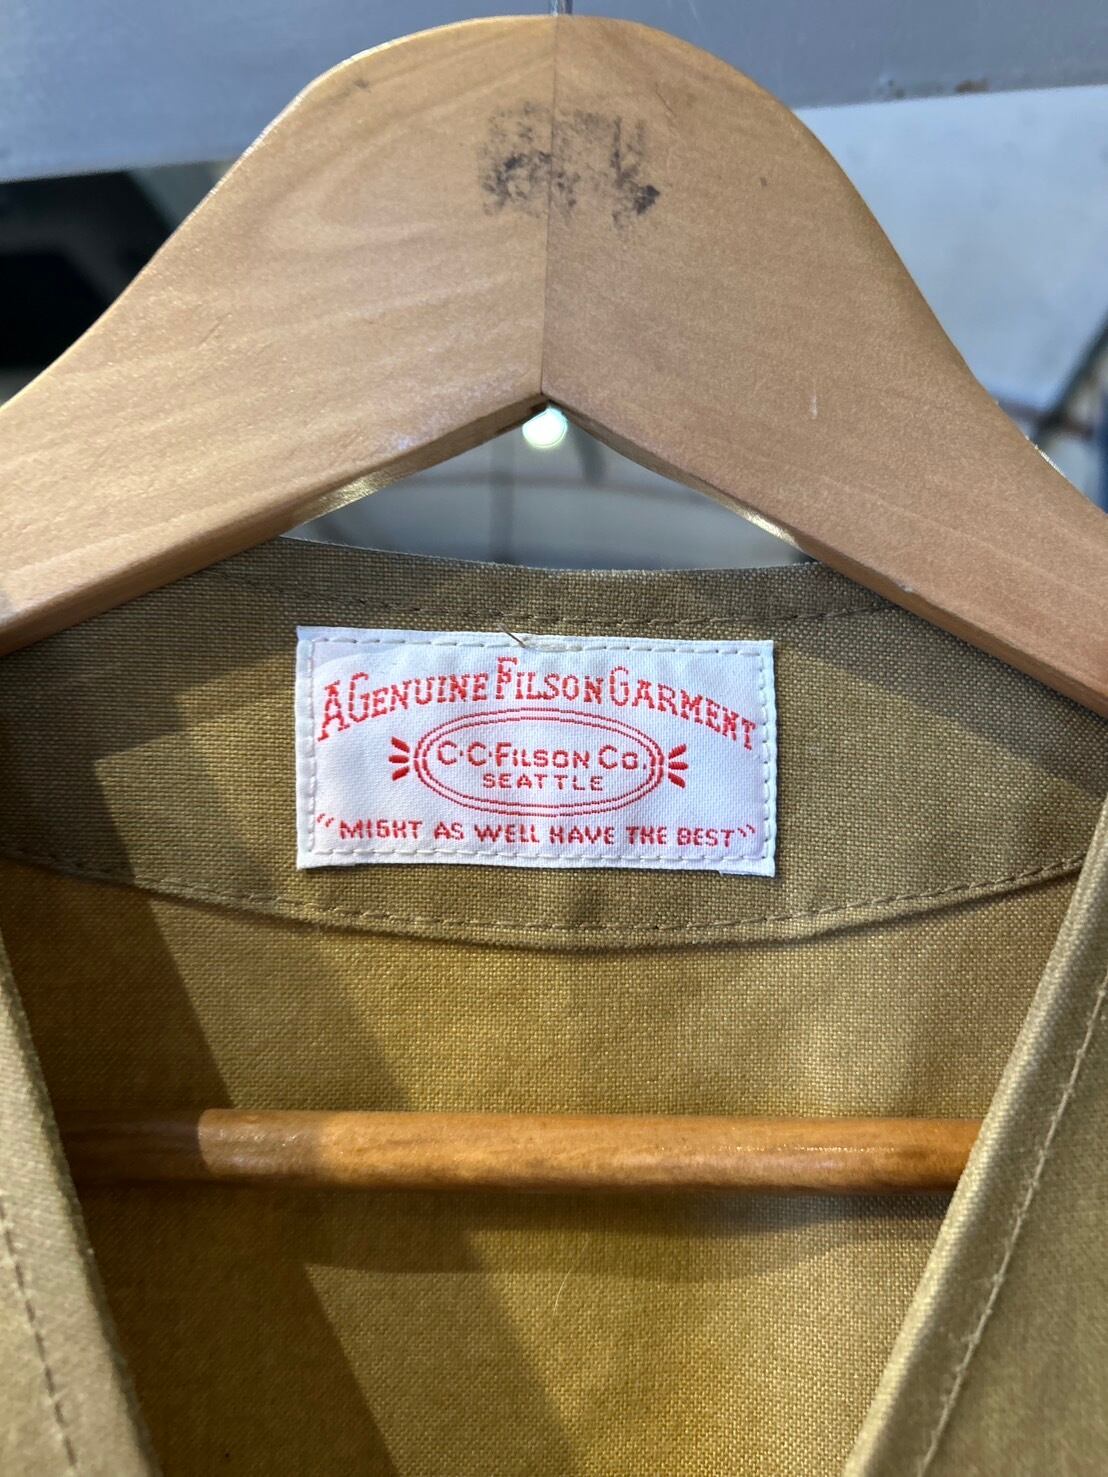 A GENUINE FILSON GARMENT
C·C·FILSON CO.
SEATTLE
"MIGHT AS WELL HAVE THE BEST"